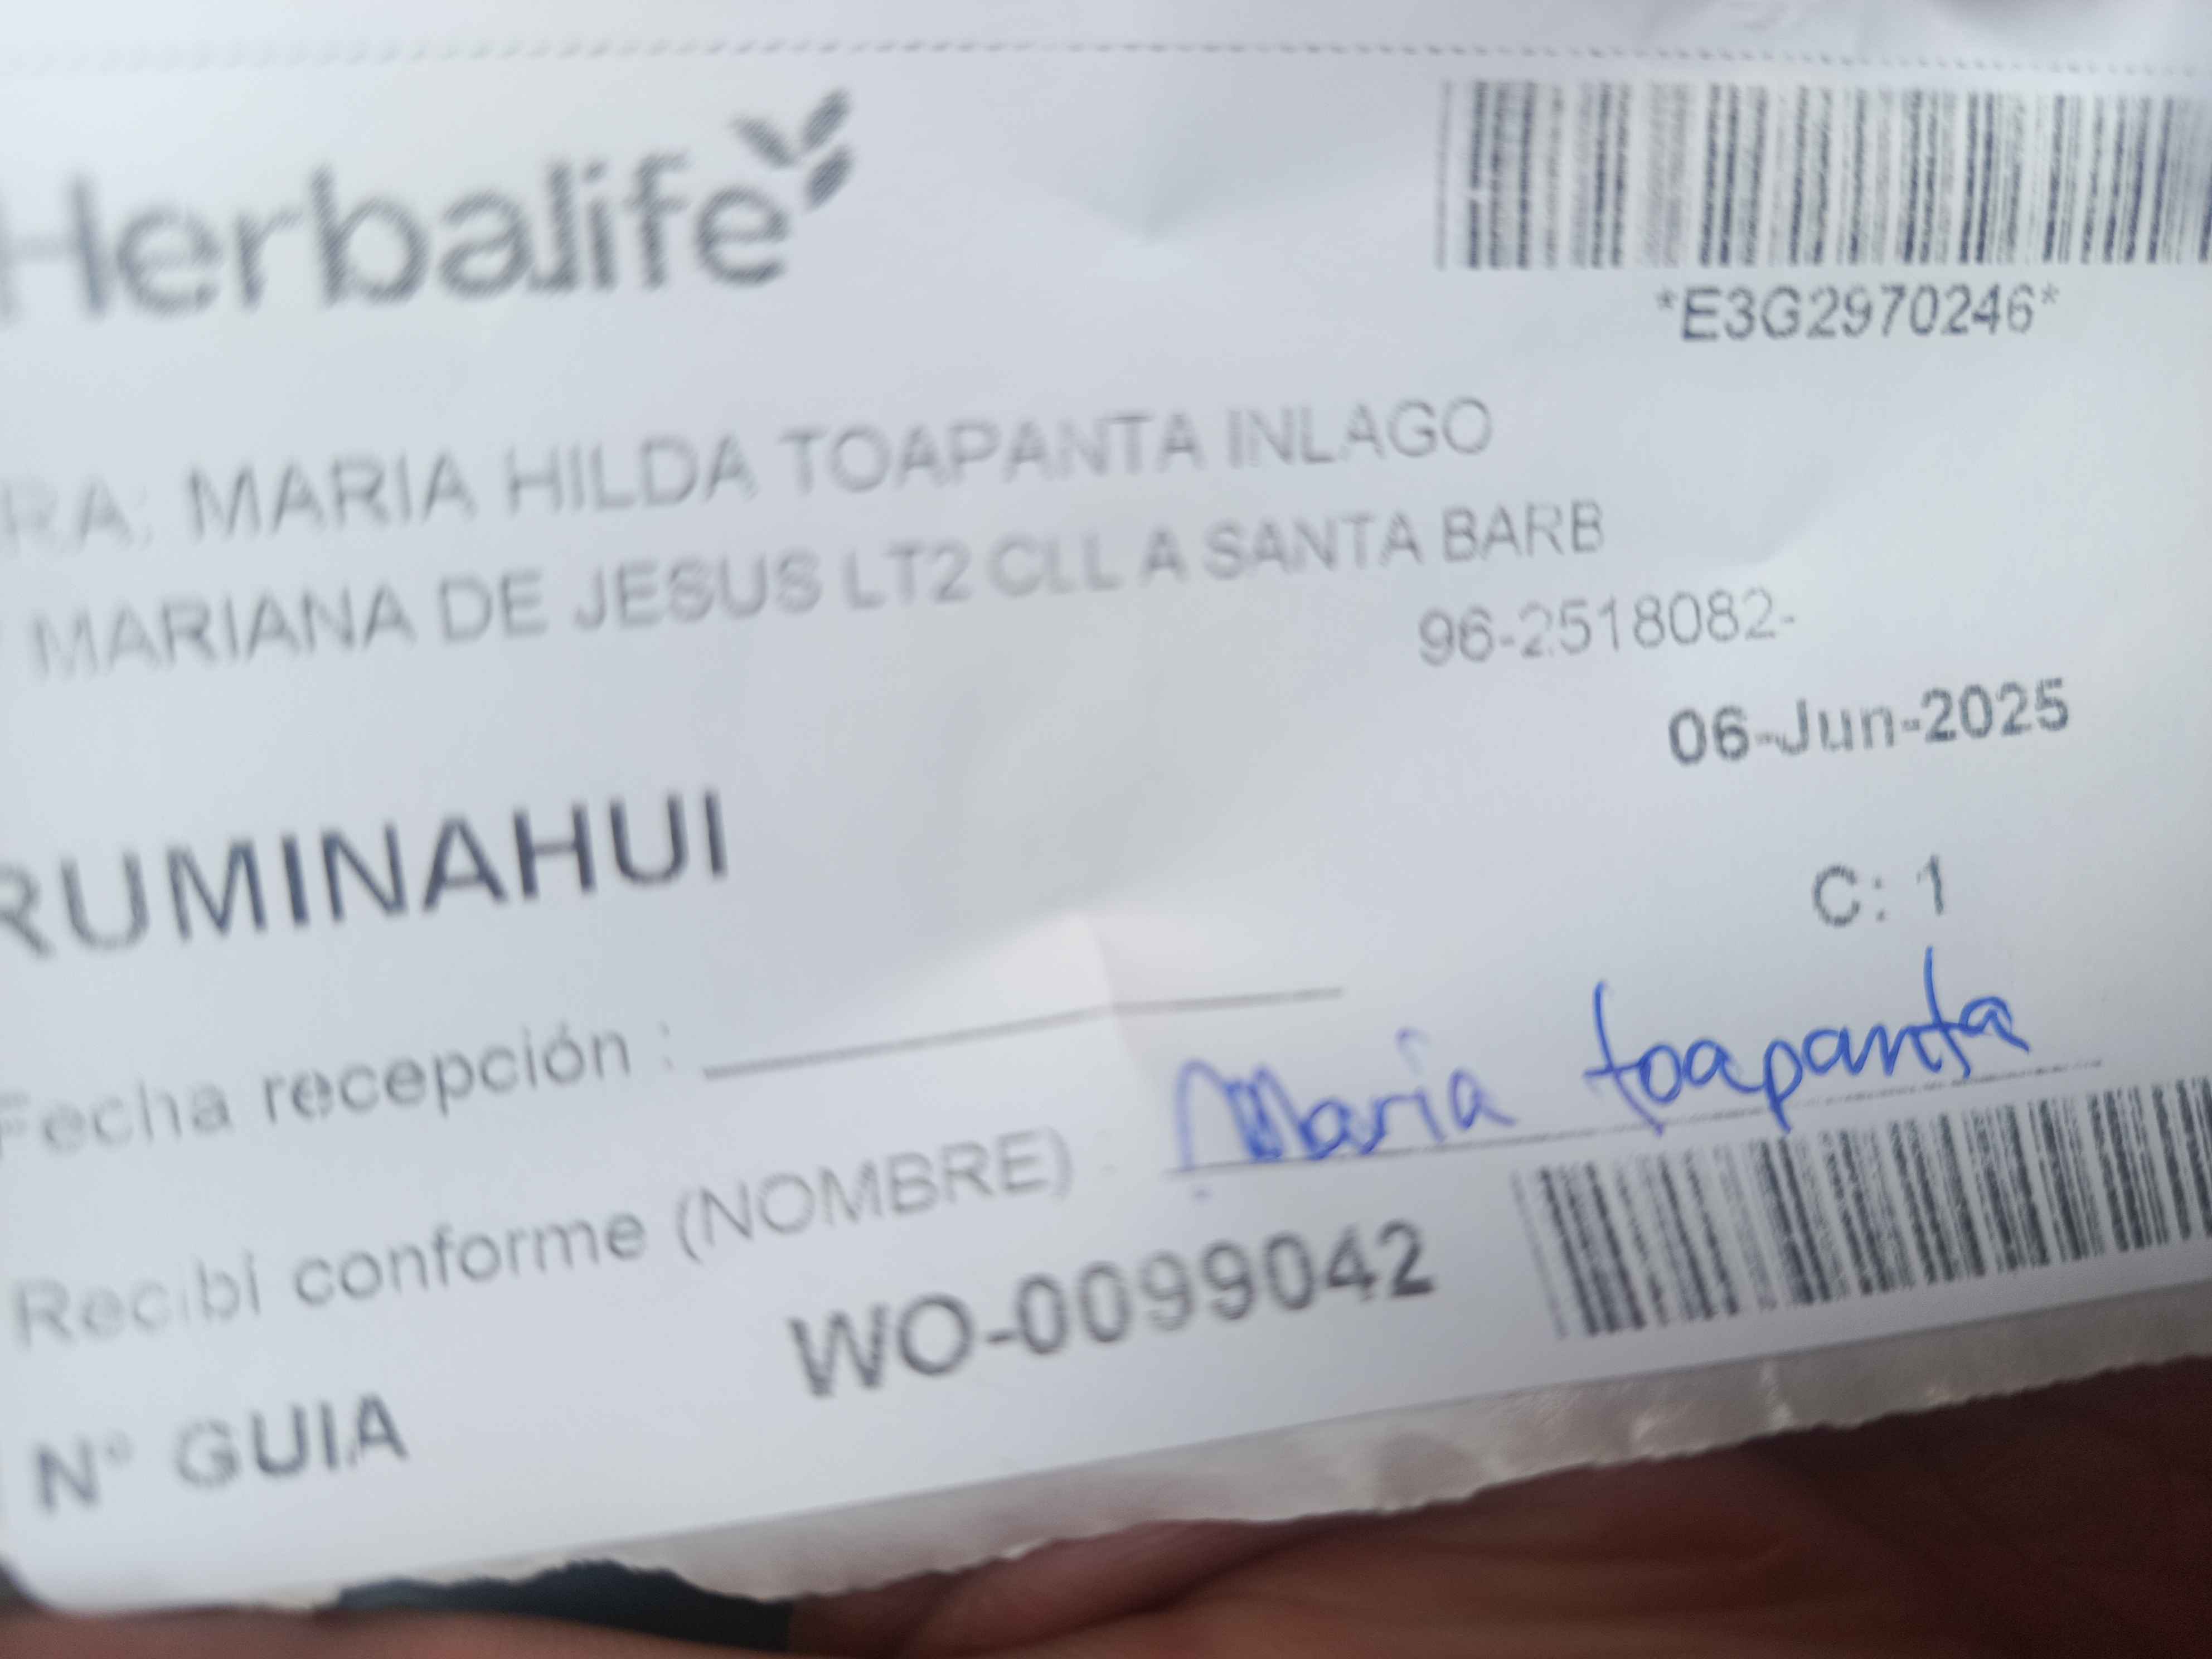 Herbalife
*E3G2970246*
RA: MARIA HILDA TOAPANTA INLAGO
MARIANA DE JESUS LT2 CLL A SANTA BARB
96-2518082-
06-Jun-2025
RUMINAHUI
C: 1
Fecha recepción :
Recibi conforme (NOMBRE) Maria toapanta
N° GUIA WO-0099042